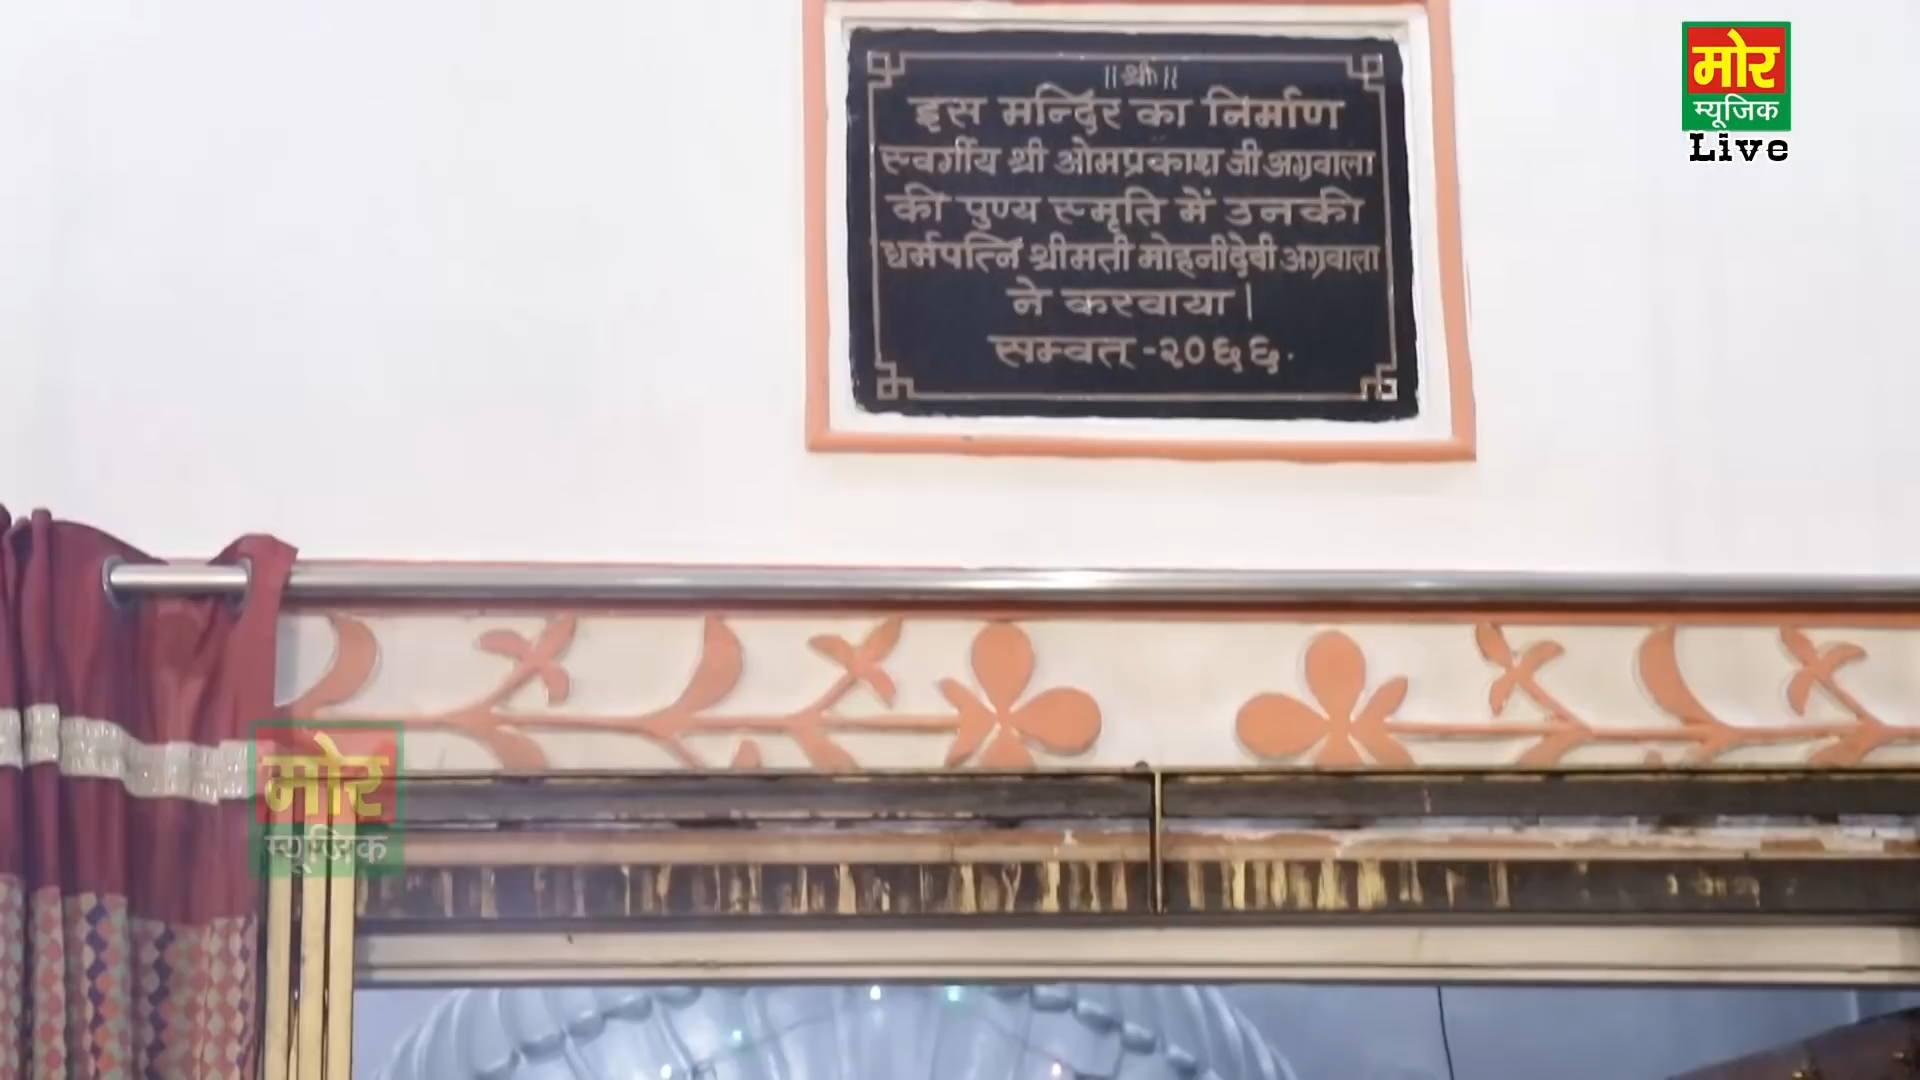 ॥श्री॥
इस मन्दिर का निर्माण
स्वर्गीय श्री ओमप्रकाश जी अग्रवाला
की पुण्य स्मृति में उनकी
धर्मपत्नि श्रीमती मोहनीदेवी अग्रवाला
ने करवाया।
सम्वत्-२०६६.
मोर
म्यूजिक
Live
मोर
म्यूजिक